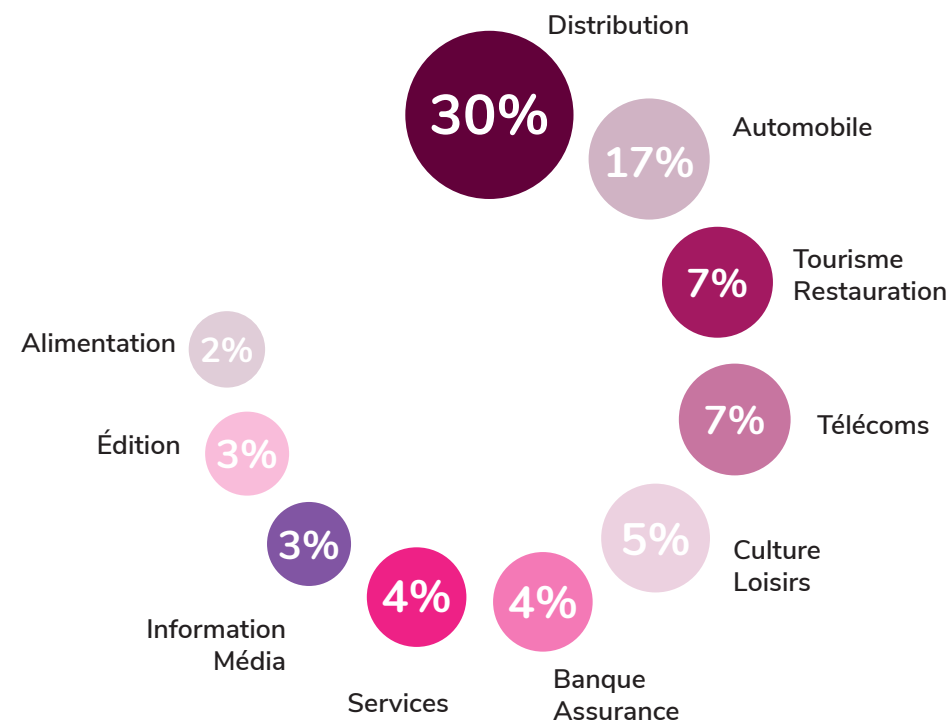 Distribution
30%
Automobile
17%
Tourisme
Restauration
7%
Télécoms
7%
Culture
Loisirs
5%
Banque
Assurance
4%
Services
4%
Information
Média
3%
Édition
3%
Alimentation
2%